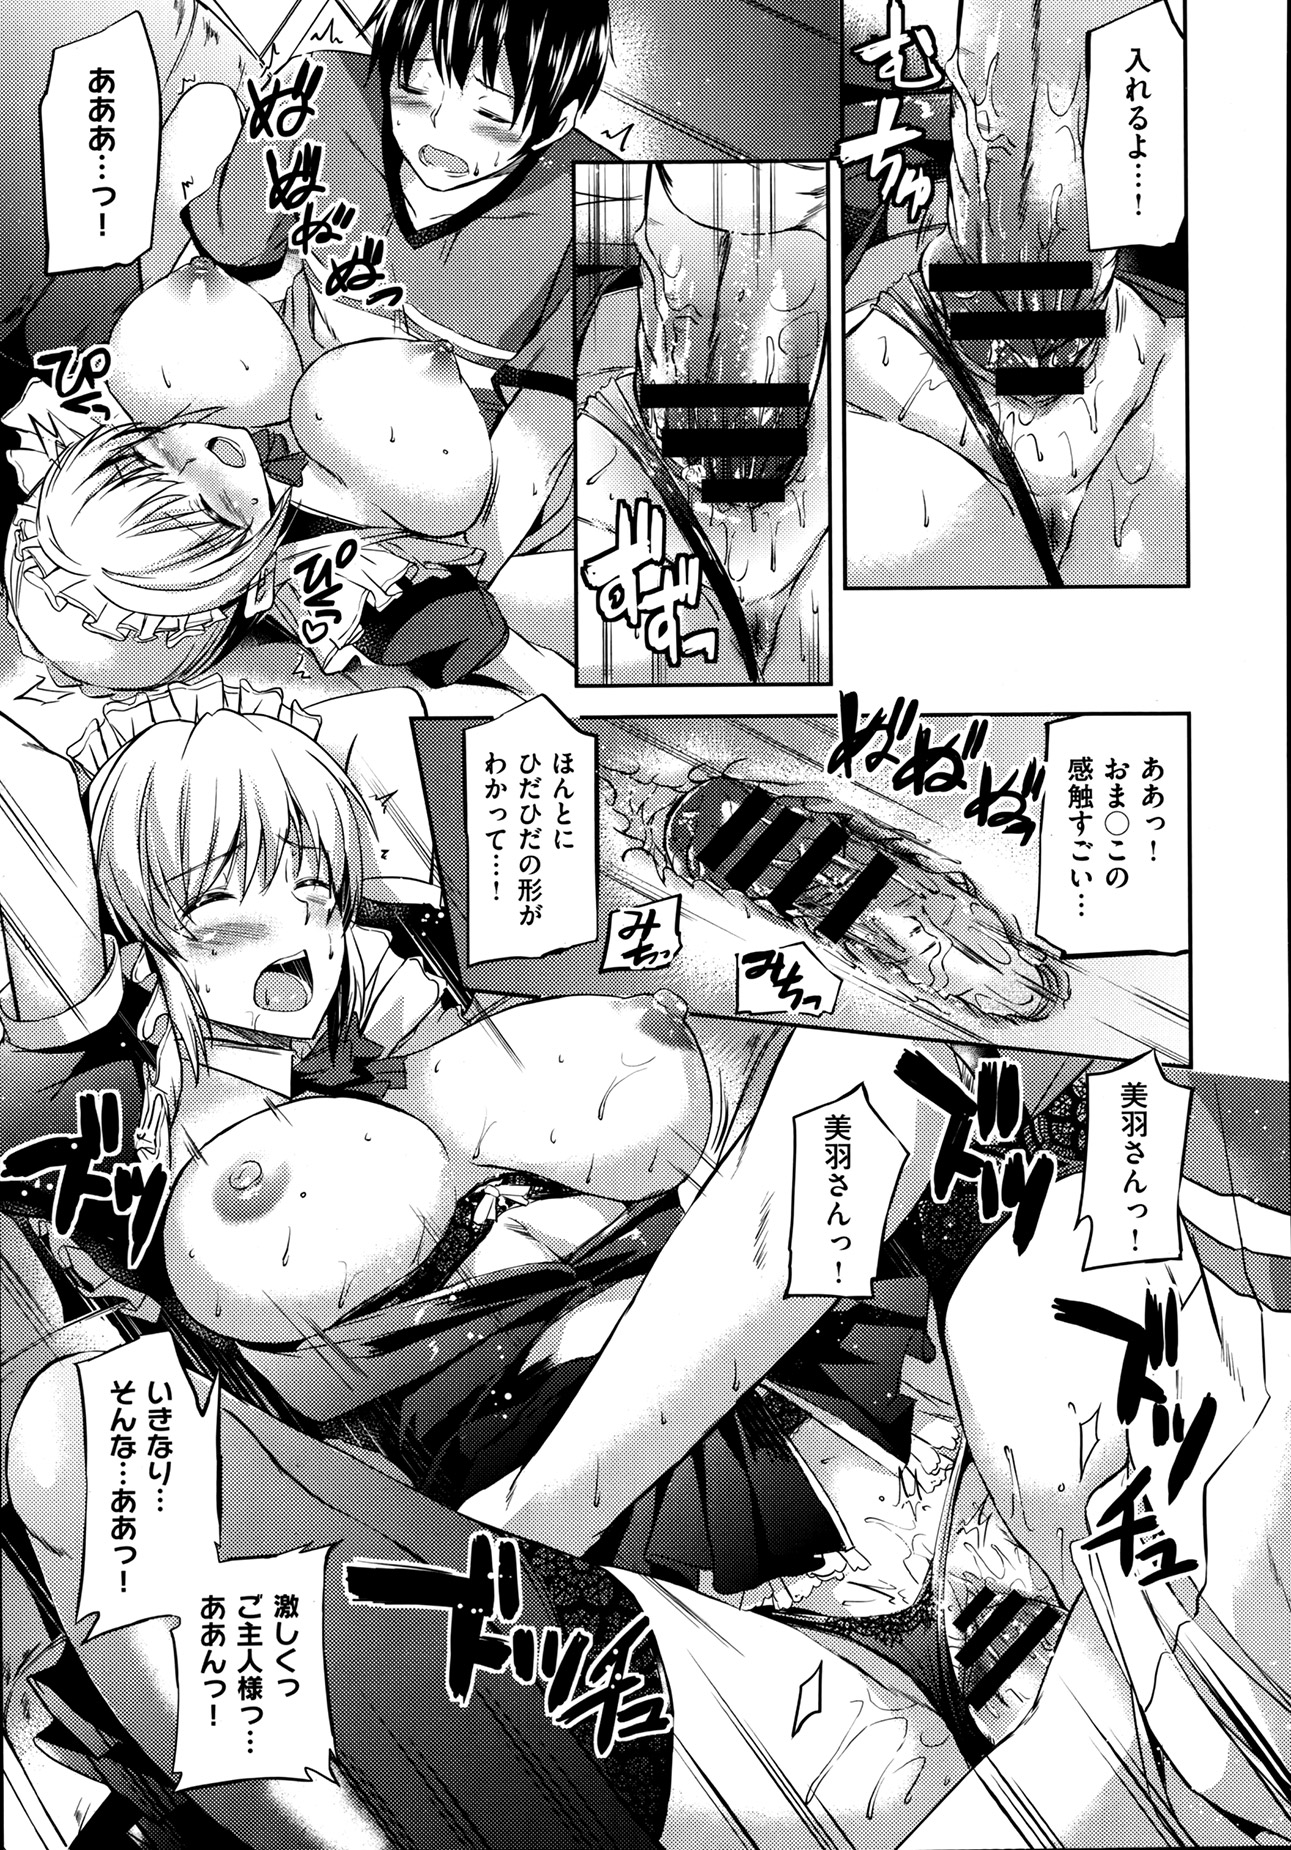 入れるよ…！
むちゅ
ずずずっ
ぬぬぬぬぬっ
あああ…っ！
ぴっ
ぴっ♡
ああっ！
おま〇この
感触すごい…
ぬぬぬっ
みちっ
みちっ
ほんとに
ひだひだの形が
わかって…！
美羽さんっ！
美羽さんっ！
ズッ
ズッ
ズッ
チュ
ズッ
チュ
いきなり…
そんな…ああっ！
激しくっ
ご主人様っ…
ああんっ！